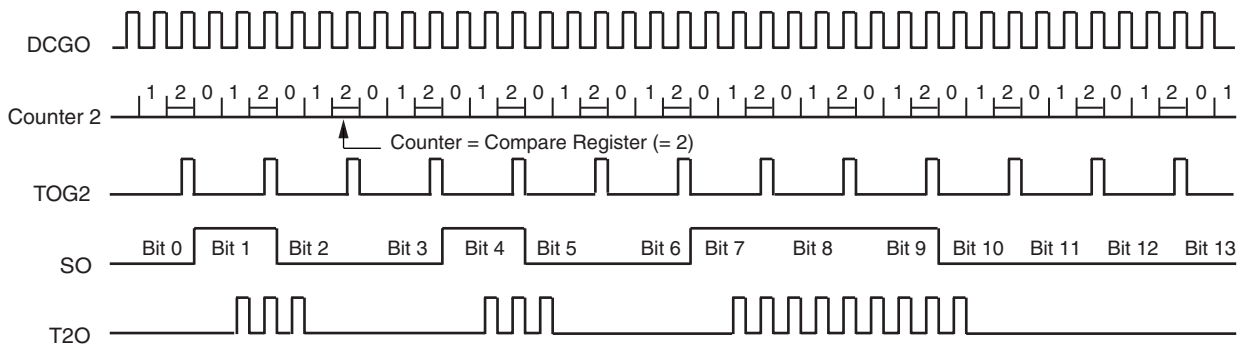 DCGO
1 2 0 1 2 0 1 2 0 1 2 0 1 2 0 1 2 0 1 2 0 1 2 0 1 2 0 1 2 0 1 2 0 1 2 0 1 2 0 1
Counter 2
Counter = Compare Register (= 2)
TOG2
Bit 0 Bit 1 Bit 2 Bit 3 Bit 4 Bit 5 Bit 6 Bit 7 Bit 8 Bit 9 Bit 10 Bit 11 Bit 12 Bit 13
SO
T2O